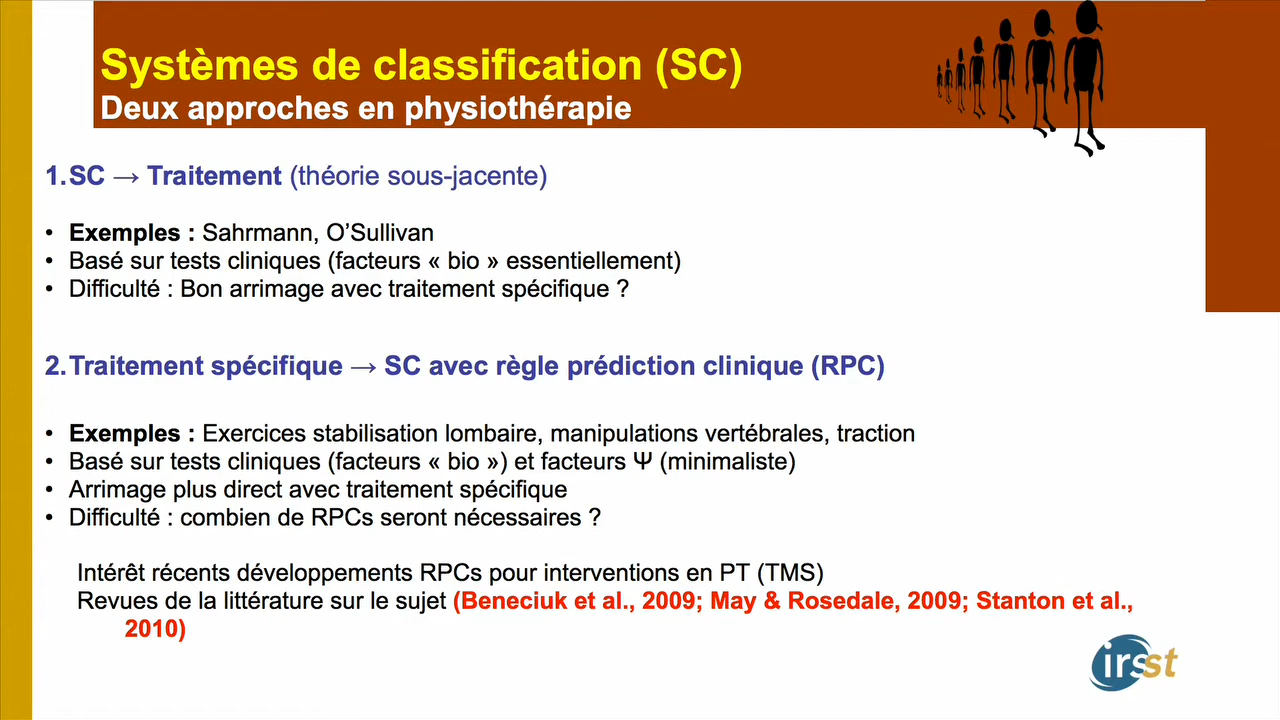 Systèmes de classification (SC)
Deux approches en physiothérapie
1. SC → Traitement (théorie sous-jacente)
• Exemples : Sahrmann, O’Sullivan
• Basé sur tests cliniques (facteurs « bio » essentiellement)
• Difficulté : Bon arrimage avec traitement spécifique ?
2. Traitement spécifique → SC avec règle prédiction clinique (RPC)
• Exemples : Exercices stabilisation lombaire, manipulations vertébrales, traction
• Basé sur tests cliniques (facteurs « bio ») et facteurs Ψ (minimaliste)
• Arrimage plus direct avec traitement spécifique
• Difficulté : combien de RPCs seront nécessaires ?
Intérêt récents développements RPCs pour interventions en PT (TMS)
Revues de la littérature sur le sujet (Beneciuk et al., 2009; May & Rosedale, 2009; Stanton et al.,
2010)
irsst